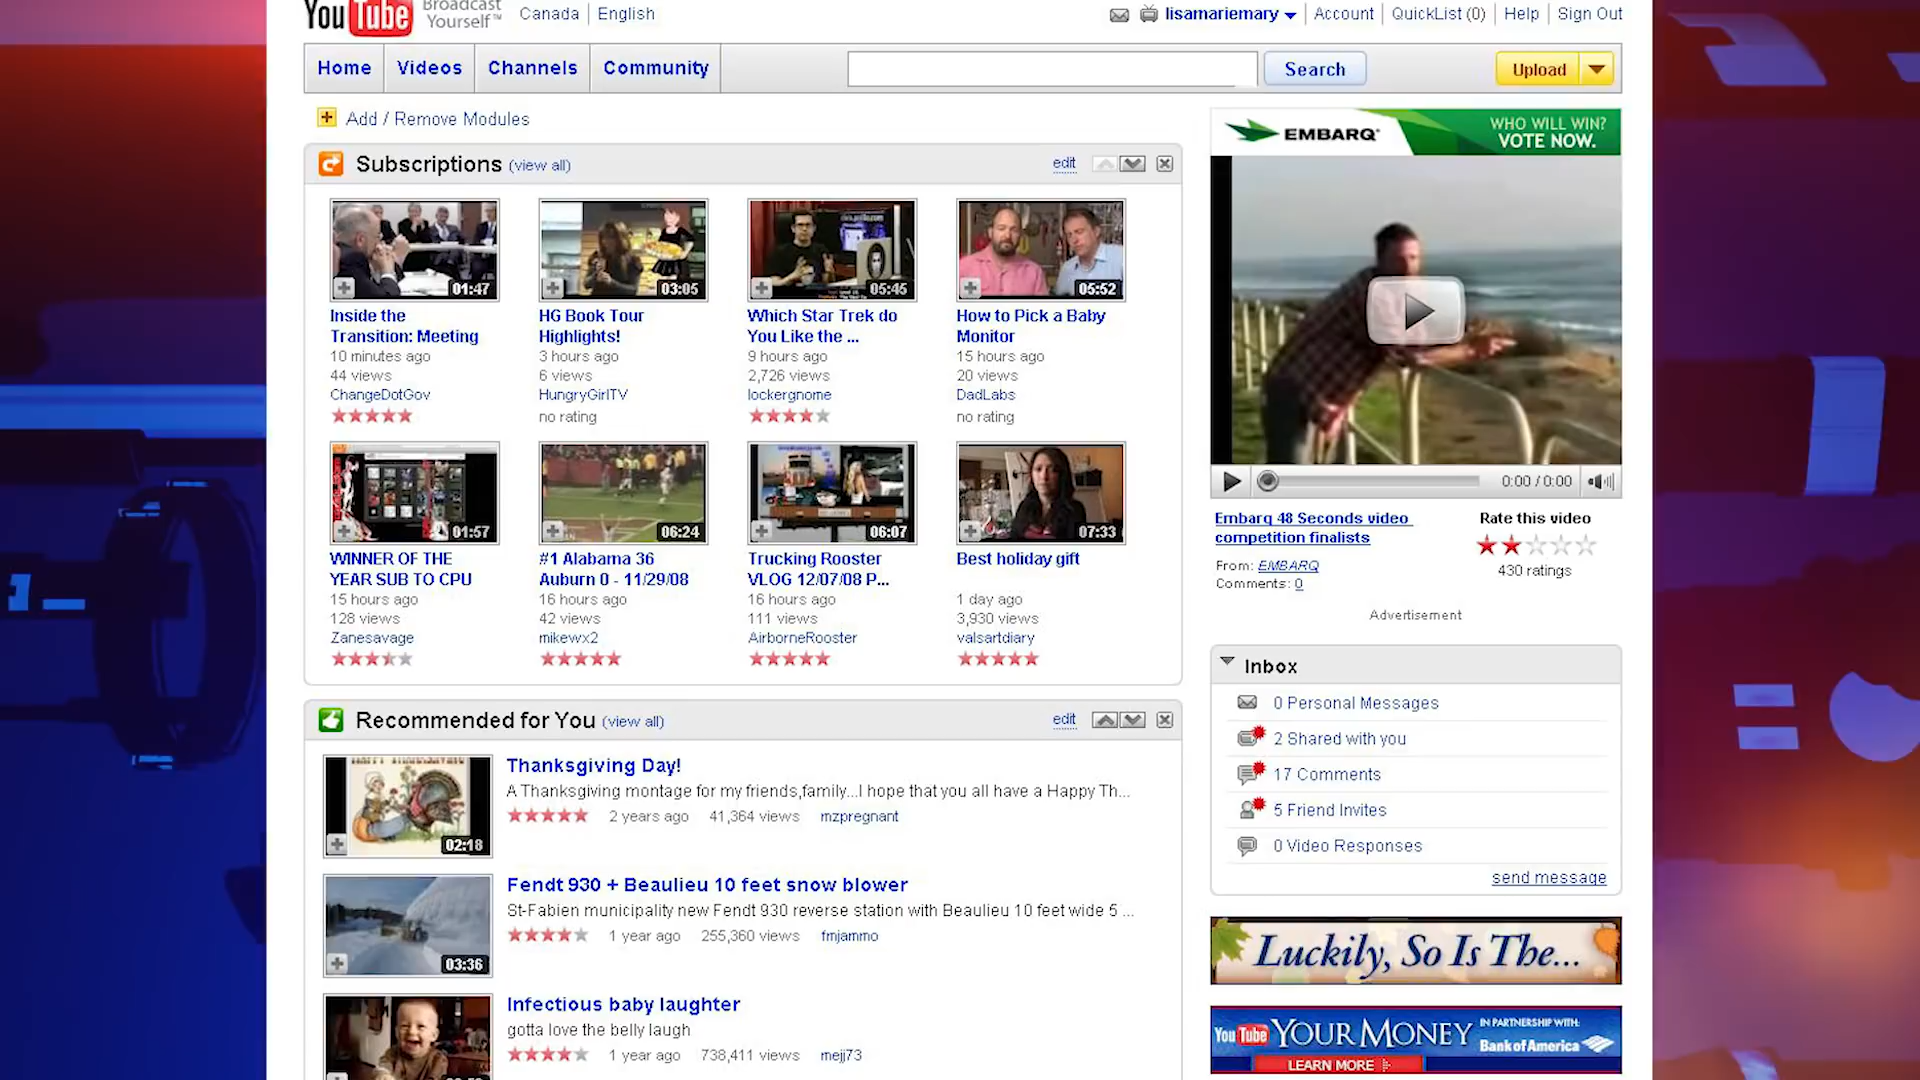 YouTube Broadcast Yourself™ Canada English lisamariemary Account QuickList (0) Help Sign Out
Home Videos Channels Community Search Upload
Add / Remove Modules
Subscriptions (view all) edit
01:47 03:05 05:45 05:52
Inside the Transition: Meeting
10 minutes ago
44 views
ChangeDotGov
HG Book Tour Highlights!
3 hours ago
6 views
HungryGirlTV
no rating
Which Star Trek do You Like the ...
9 hours ago
2,726 views
lockergnome
How to Pick a Baby Monitor
15 hours ago
20 views
DadLabs
no rating
01:57 06:24 06:07 07:33
WINNER OF THE YEAR SUB TO CPU
15 hours ago
128 views
Zanesavage
#1 Alabama 36 Auburn 0 - 11/29/08
16 hours ago
42 views
mikewx2
Trucking Rooster VLOG 12/07/08 P...
16 hours ago
111 views
AirborneRooster
Best holiday gift
1 day ago
3,930 views
valsartdiary
Recommended for You (view all) edit
02:18
Thanksgiving Day!
A Thanksgiving montage for my friends,family...I hope that you all have a Happy Th...
2 years ago 41,364 views mzpregnant
03:36
Fendt 930 + Beaulieu 10 feet snow blower
St-Fabien municipality new Fendt 930 reverse station with Beaulieu 10 feet wide 5 ...
1 year ago 255,360 views fmjammo
Infectious baby laughter
gotta love the belly laugh
1 year ago 738,411 views mejj73
EMBARQ WHO WILL WIN?
VOTE NOW.
0:00 / 0:00
Embarq 48 Seconds video competition finalists
Rate this video
430 ratings
From: EMBARQ
Comments: 0
Advertisement
Inbox
0 Personal Messages
2 Shared with you
17 Comments
5 Friend Invites
0 Video Responses
send message
Luckily, So Is The...
YouTube YOUR MONEY IN PARTNERSHIP WITH:
Bank of America
LEARN MORE